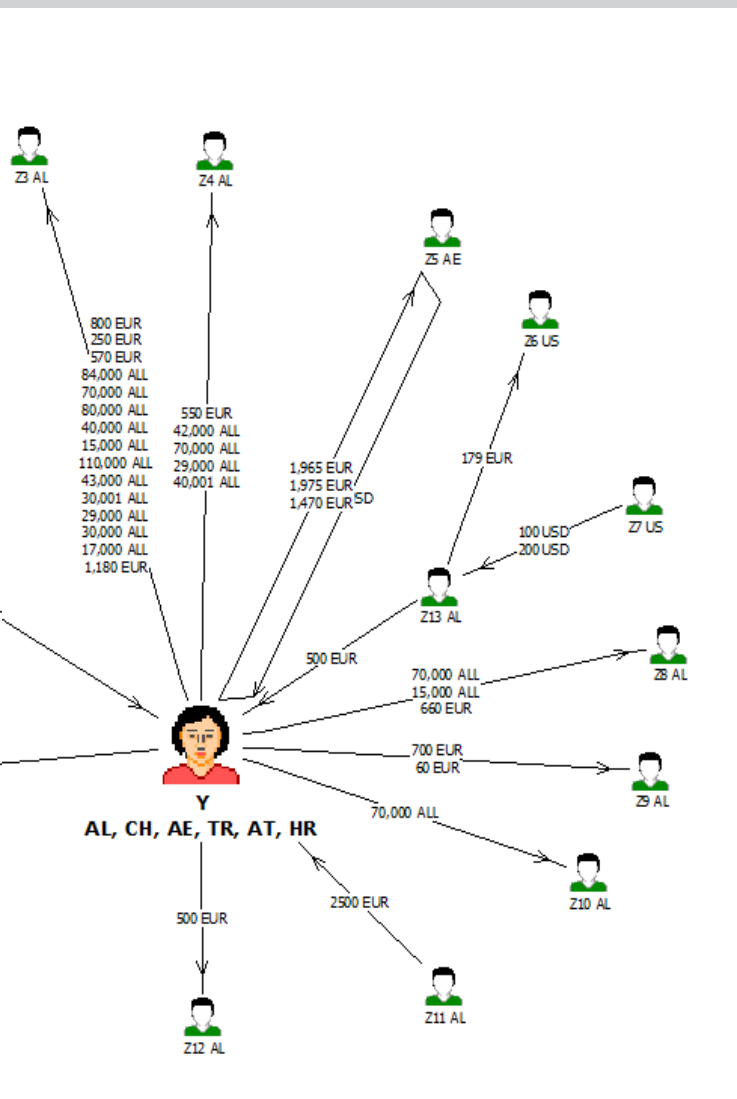 Z3 AL
Z4 AL
Z5 AE
Z6 US
800 EUR
250 EUR
570 EUR
84,000 ALL
70,000 ALL
80,000 ALL
40,000 ALL
15,000 ALL
110,000 ALL
43,000 ALL
30,001 ALL
29,000 ALL
30,000 ALL
17,000 ALL
1,180 EUR
550 EUR
42,000 ALL
70,000 ALL
29,000 ALL
40,001 ALL
1,965 EUR
1,975 EUR
1,470 EUR
179 EUR
Z7 US
100 USD
200 USD
Z13 AL
500 EUR
Z8 AL
70,000 ALL
15,000 ALL
660 EUR
700 EUR
60 EUR
Z9 AL
70,000 ALL
Y
AL, CH, AE, TR, AT, HR
Z10 AL
2500 EUR
500 EUR
Z11 AL
Z12 AL